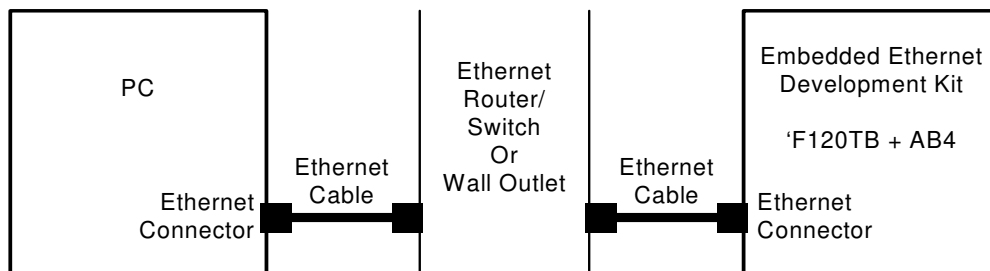 PC
Ethernet
Connector
Ethernet
Cable
Ethernet
Router/
Switch
Or
Wall Outlet
Ethernet
Cable
Embedded Ethernet
Development Kit
‘F120TB + AB4
Ethernet
Connector